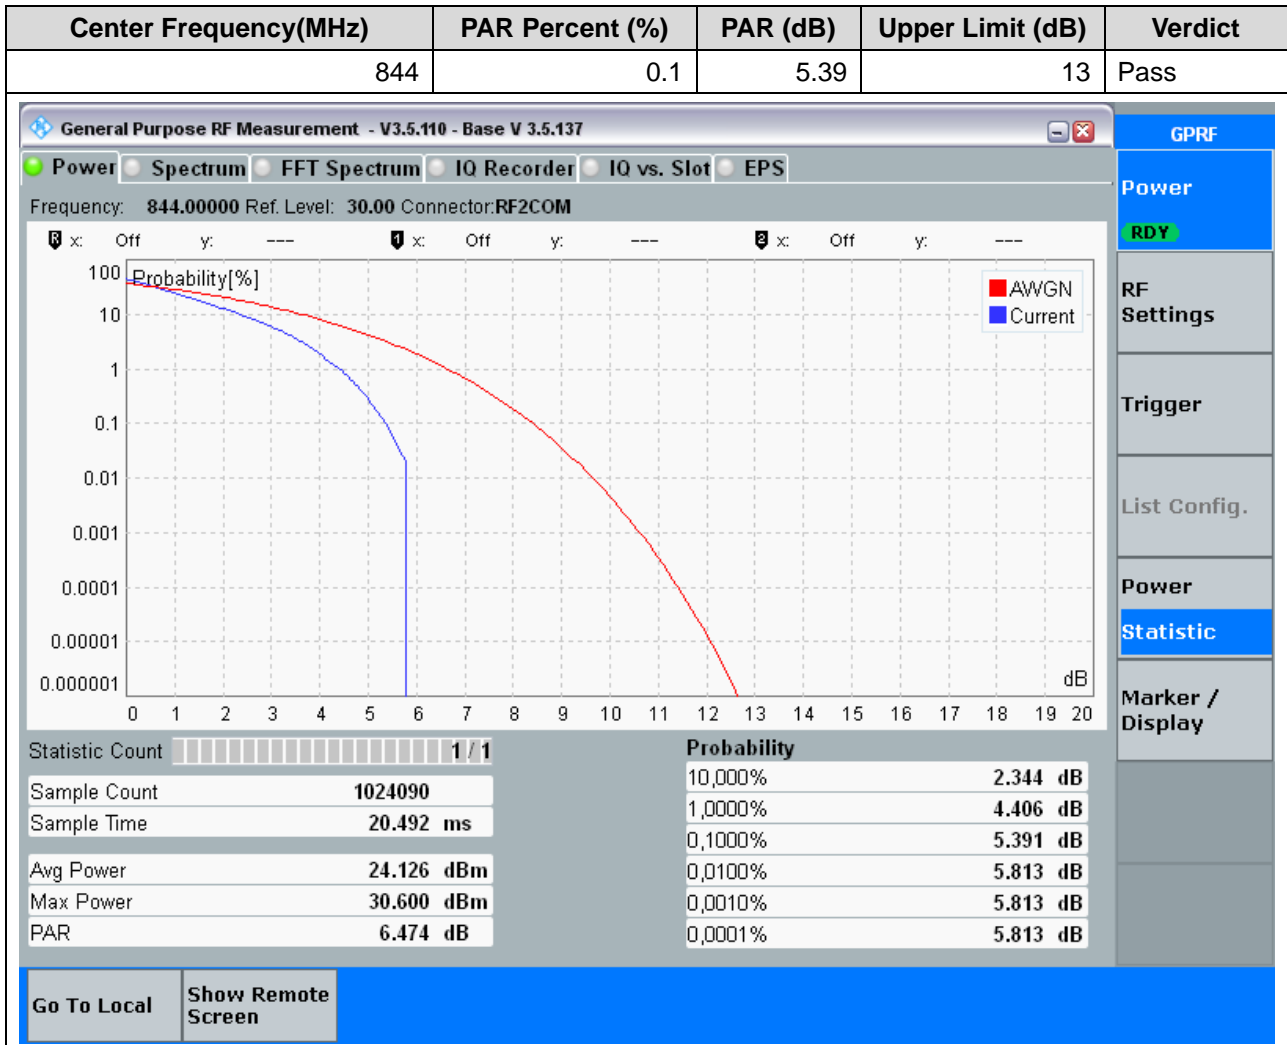 Center Frequency(MHz) PAR Percent (%) PAR (dB) Upper Limit (dB) Verdict
844 0.1 5.39 13 Pass
General Purpose RF Measurement - V3.5.110 - Base V 3.5.137
GPRF
Power Spectrum FFT Spectrum IQ Recorder IQ vs. Slot EPS
Power
RDY
Frequency: 844.00000 Ref. Level: 30.00 Connector:RF2COM
R x: Off y: --- 1 x: Off y: --- 2 x: Off y: ---
Probability[%]
AWGN
Current
100
10
1
0.1
0.01
0.001
0.0001
0.00001
0.000001
dB
0 1 2 3 4 5 6 7 8 9 10 11 12 13 14 15 16 17 18 19 20
RF
Settings
Trigger
List Config.
Power
Statistic
Marker /
Display
Statistic Count 1 / 1
Sample Count 1024090
Sample Time 20.492 ms
Avg Power 24.126 dBm
Max Power 30.600 dBm
PAR 6.474 dB
Probability
10,000% 2.344 dB
1,0000% 4.406 dB
0,1000% 5.391 dB
0,0100% 5.813 dB
0,0010% 5.813 dB
0,0001% 5.813 dB
Go To Local
Show Remote
Screen